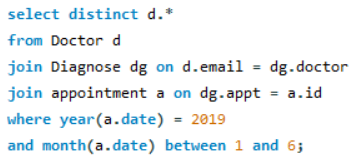 select distinct d.*
from Doctor d
join Diagnose dg on d.email = dg.doctor
join appointment a on dg.appt = a.id
where year(a.date) = 2019
and month(a.date) between 1 and 6;